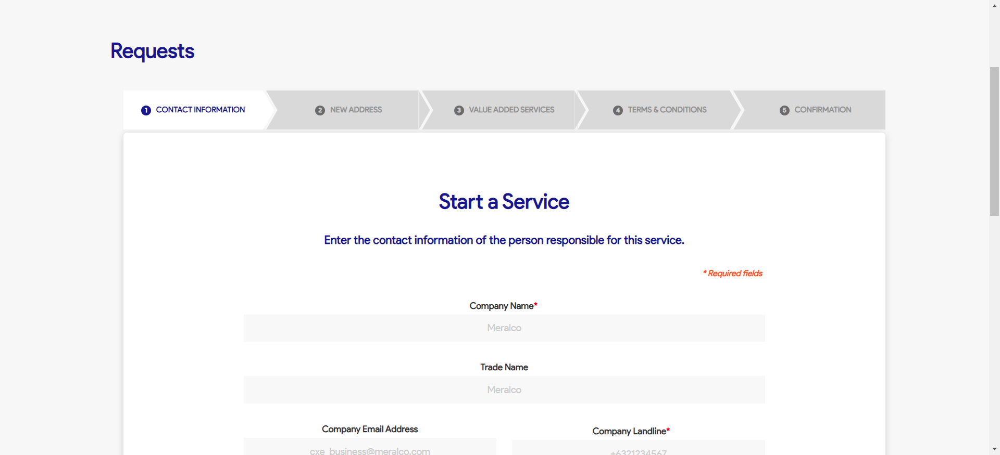 Requests
1 CONTACT INFORMATION
2 NEW ADDRESS
3 VALUE ADDED SERVICES
4 TERMS & CONDITIONS
5 CONFIRMATION
Start a Service
Enter the contact information of the person responsible for this service.
* Required fields
Company Name*
Meralco
Trade Name
Meralco
Company Email Address
cxe_business@meralco.com
Company Landline*
+6321234567